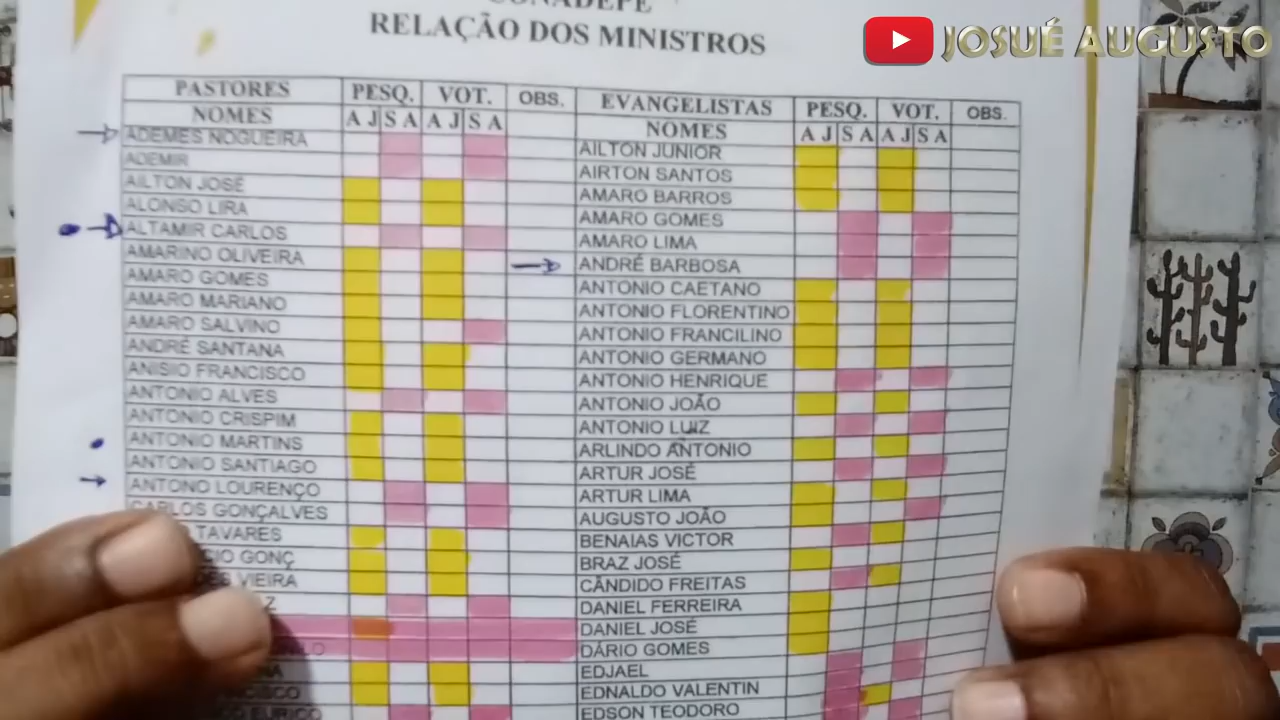 CONADEPE
RELAÇÃO DOS MINISTROS
JOSUÉ AUGUSTO
PASTORES PESQ. VOT. OBS. EVANGELISTAS PESQ. VOT. OBS.
NOMES A J S A A J S A NOMES A J S A A J S A
ADEMES NOGUEIRA AILTON JUNIOR
ADEMIR AIRTON SANTOS
AILTON JOSÉ AMARO BARROS
ALONSO LIRA AMARO GOMES
ALTAMIR CARLOS AMARO LIMA
AMARINO OLIVEIRA ANDRÉ BARBOSA
AMARO GOMES ANTONIO CAETANO
AMARO MARIANO ANTONIO FLORENTINO
AMARO SALVINO ANTONIO FRANCILINO
ANDRÉ SANTANA ANTONIO GERMANO
ANISIO FRANCISCO ANTONIO HENRIQUE
ANTONIO ALVES ANTONIO JOÃO
ANTONIO CRISPIM ANTONIO LUIZ
ANTONIO MARTINS ARLINDO ANTONIO
ANTONIO SANTIAGO ARTUR JOSÉ
ANTONO LOURENÇO ARTUR LIMA
CARLOS GONÇALVES AUGUSTO JOÃO
TAVARES BENAIAS VICTOR
GONÇ BRAZ JOSÉ
VIEIRA CÂNDIDO FREITAS
DANIEL FERREIRA
DANIEL JOSÉ
DÁRIO GOMES
EDJAEL
EDNALDO VALENTIN
EURICO EDSON TEODORO